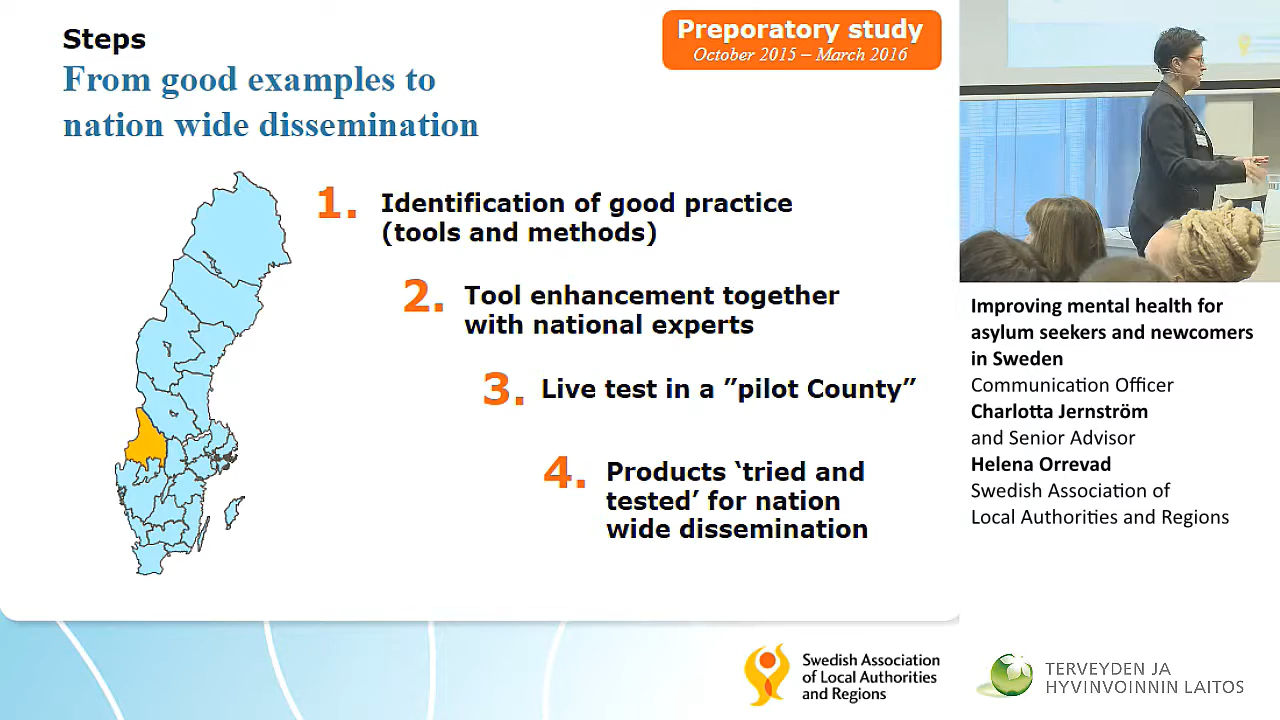 Steps
From good examples to
nation wide dissemination
Preporatory study
October 2015 – March 2016
1. Identification of good practice
(tools and methods)
2. Tool enhancement together
with national experts
3. Live test in a ”pilot County”
4. Products ‘tried and
tested’ for nation
wide dissemination
Swedish Association
of Local Authorities
and Regions
Improving mental health for
asylum seekers and newcomers
in Sweden
Communication Officer
Charlotta Jernström
and Senior Advisor
Helena Orrevad
Swedish Association of
Local Authorities and Regions
TERVEYDEN JA
HYVINVOINNIN LAITOS